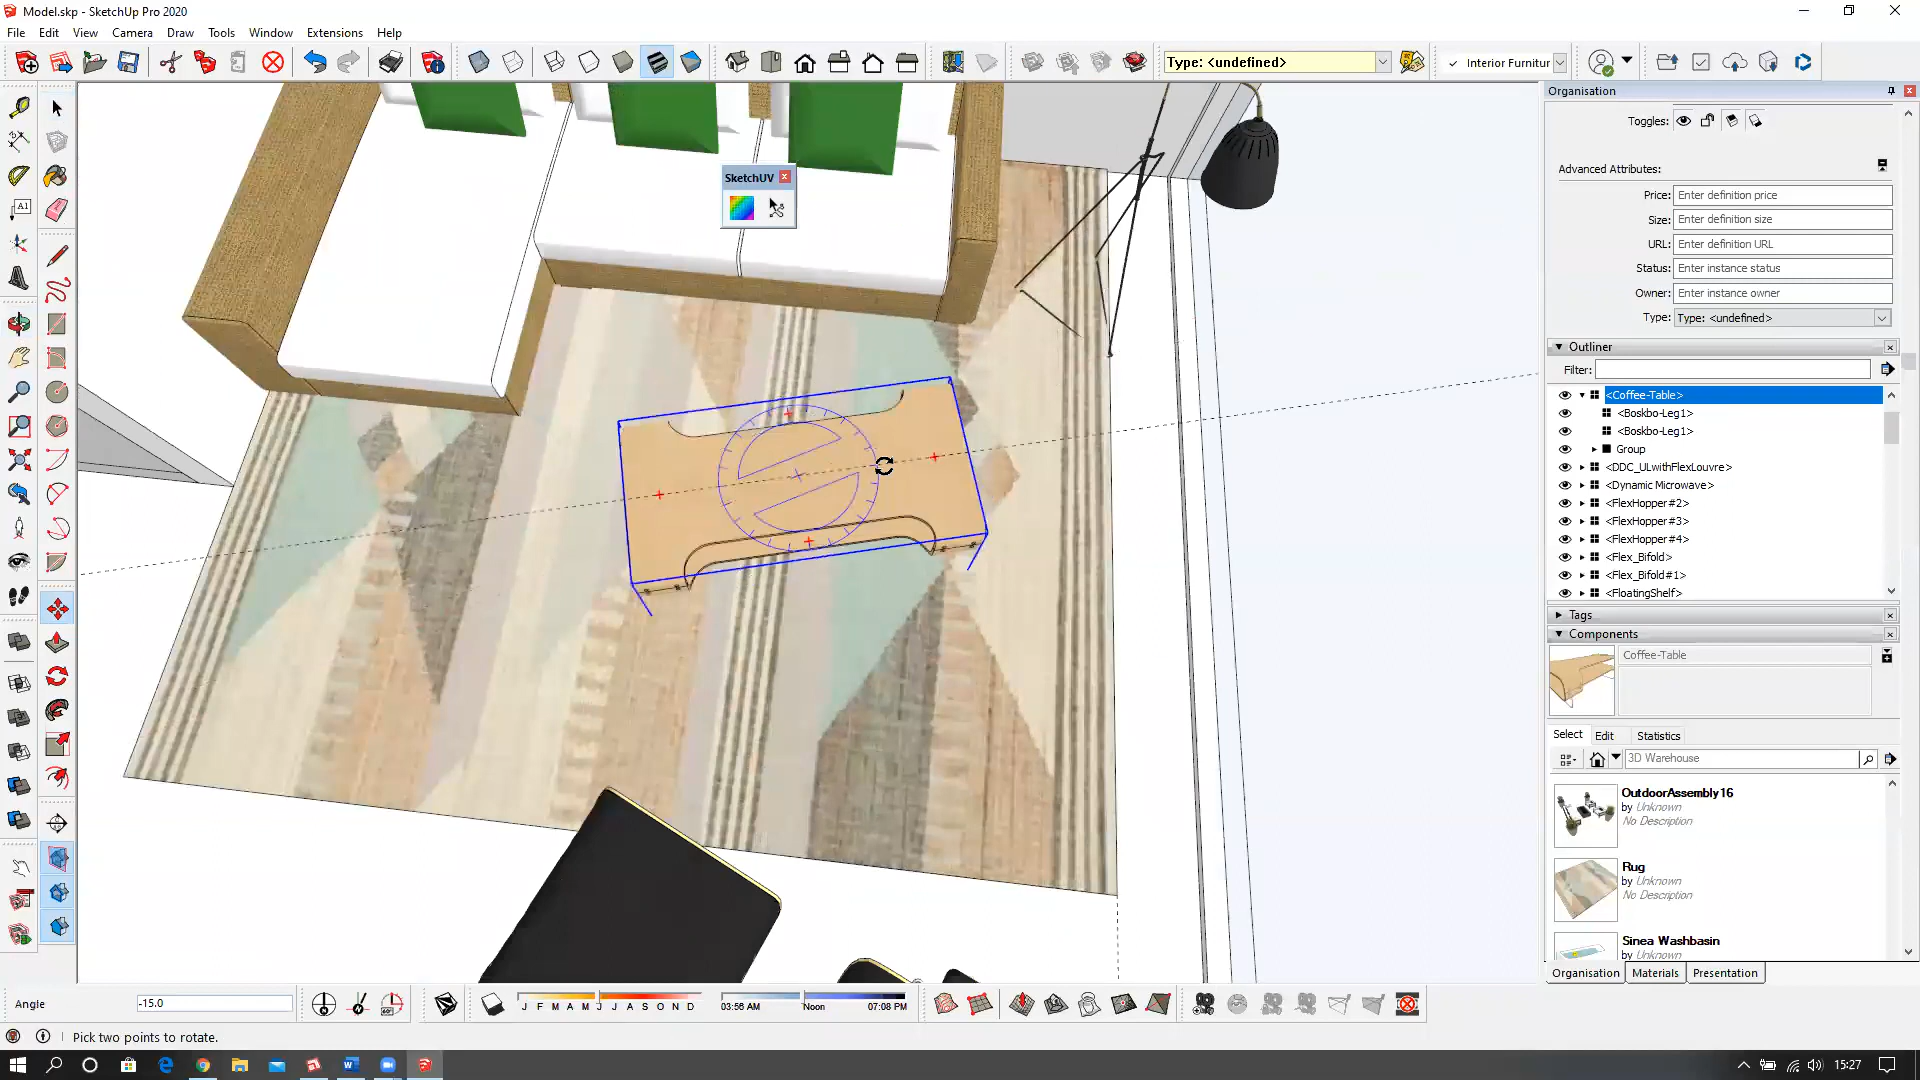 Model.skp - SketchUp Pro 2020
File Edit View Camera Draw Tools Window Extensions Help
Type: <undefined>
✓ Interior Furnitur
Organisation
Toggles:
Advanced Attributes:
Price: Enter definition price
Size: Enter definition size
URL: Enter definition URL
Status: Enter instance status
Owner: Enter instance owner
Type: Type: <undefined>
Outliner
Filter:
<Coffee-Table>
<Boskbo-Leg1>
<Boskbo-Leg1>
Group
<DDC_ULwithFlexLouvre>
<Dynamic Microwave>
<FlexHopper#2>
<FlexHopper#3>
<FlexHopper#4>
<Flex_Bifold>
<Flex_Bifold#1>
<FloatingShelf>
Tags
Components
Coffee-Table
Select Edit Statistics
3D Warehouse
OutdoorAssembly16
by Unknown
No Description
Rug
by Unknown
No Description
Sinea Washbasin
by Unknown
Organisation Materials Presentation
SketchUV
A1
Angle -15.0
J F M A M J J A S O N D
03:56 AM Noon 07:08 PM
Pick two points to rotate.
15:27